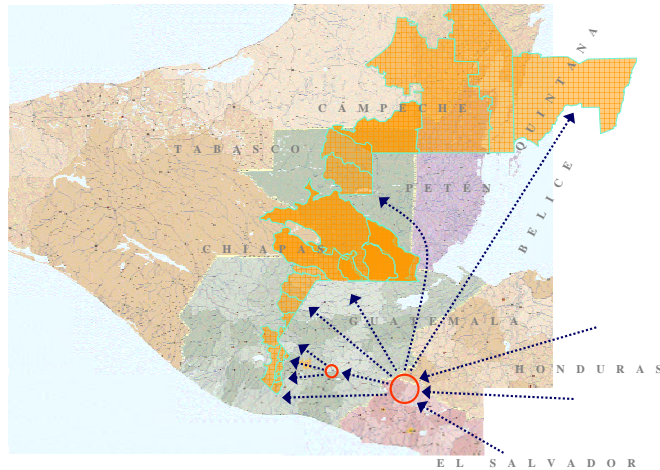 CAMPECHE
QUINTANA
TABASCO
PETÉN
BELICE
CHIAPAS
GUATEMALA
HONDURAS
EL SALVADOR